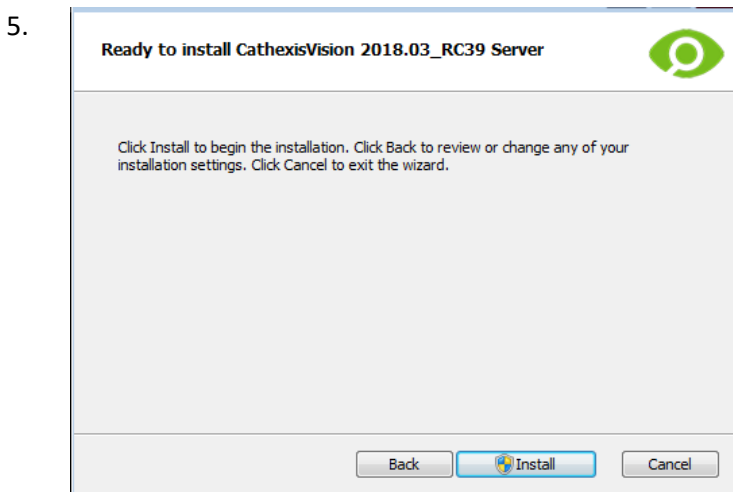 5.
Ready to install CathexisVision 2018.03_RC39 Server
Click Install to begin the installation. Click Back to review or change any of your
installation settings. Click Cancel to exit the wizard.
Back Install Cancel